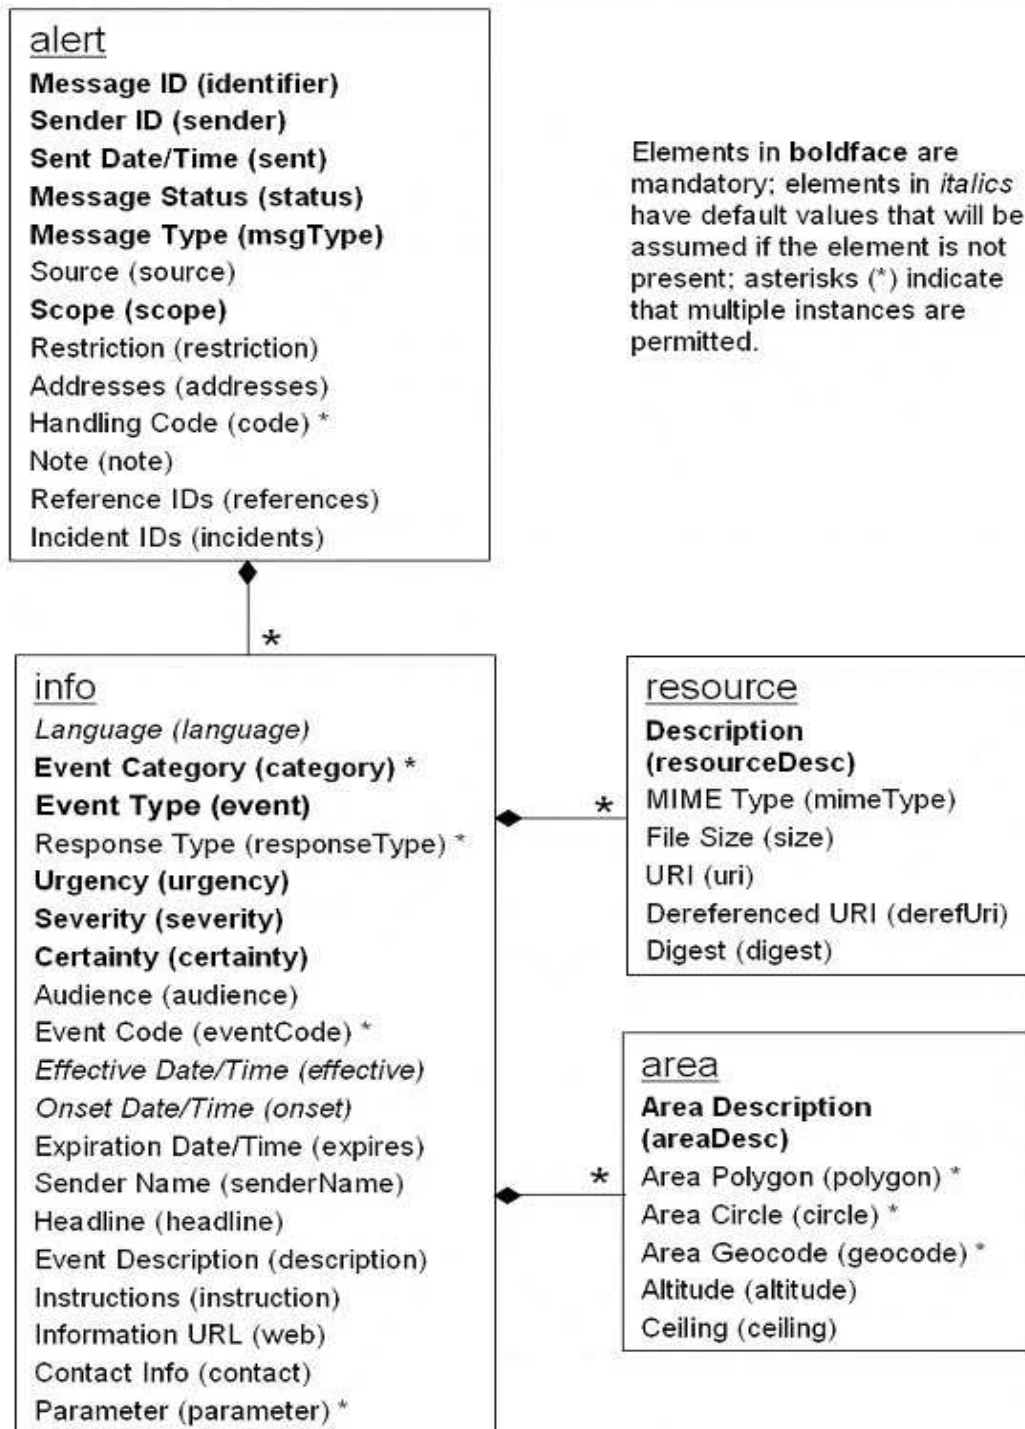 alert
Message ID (identifier)
Sender ID (sender)
Sent Date/Time (sent)
Message Status (status)
Message Type (msgType)
Source (source)
Scope (scope)
Restriction (restriction)
Addresses (addresses)
Handling Code (code) *
Note (note)
Reference IDs (references)
Incident IDs (incidents)
Elements in boldface are
mandatory; elements in italics
have default values that will be
assumed if the element is not
present; asterisks (*) indicate
that multiple instances are
permitted.
*
info
Language (language)
Event Category (category) *
Event Type (event)
Response Type (responseType) *
Urgency (urgency)
Severity (severity)
Certainty (certainty)
Audience (audience)
Event Code (eventCode) *
Effective Date/Time (effective)
Onset Date/Time (onset)
Expiration Date/Time (expires)
Sender Name (senderName)
Headline (headline)
Event Description (description)
Instructions (instruction)
Information URL (web)
Contact Info (contact)
Parameter (parameter) *
*
resource
Description
(resourceDesc)
MIME Type (mimeType)
File Size (size)
URI (uri)
Dereferenced URI (derefUri)
Digest (digest)
*
area
Area Description
(areaDesc)
Area Polygon (polygon) *
Area Circle (circle) *
Area Geocode (geocode) *
Altitude (altitude)
Ceiling (ceiling)